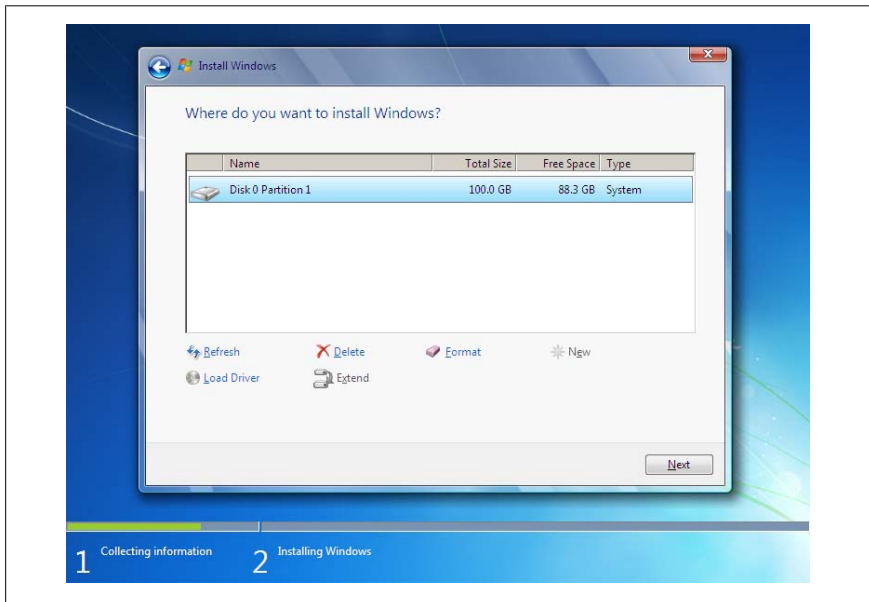 Install Windows
Where do you want to install Windows?
Name Total Size Free Space Type
Disk 0 Partition 1 100.0 GB 88.3 GB System
Refresh Delete Format New
Load Driver Extend
Next
1 Collecting information 2 Installing Windows